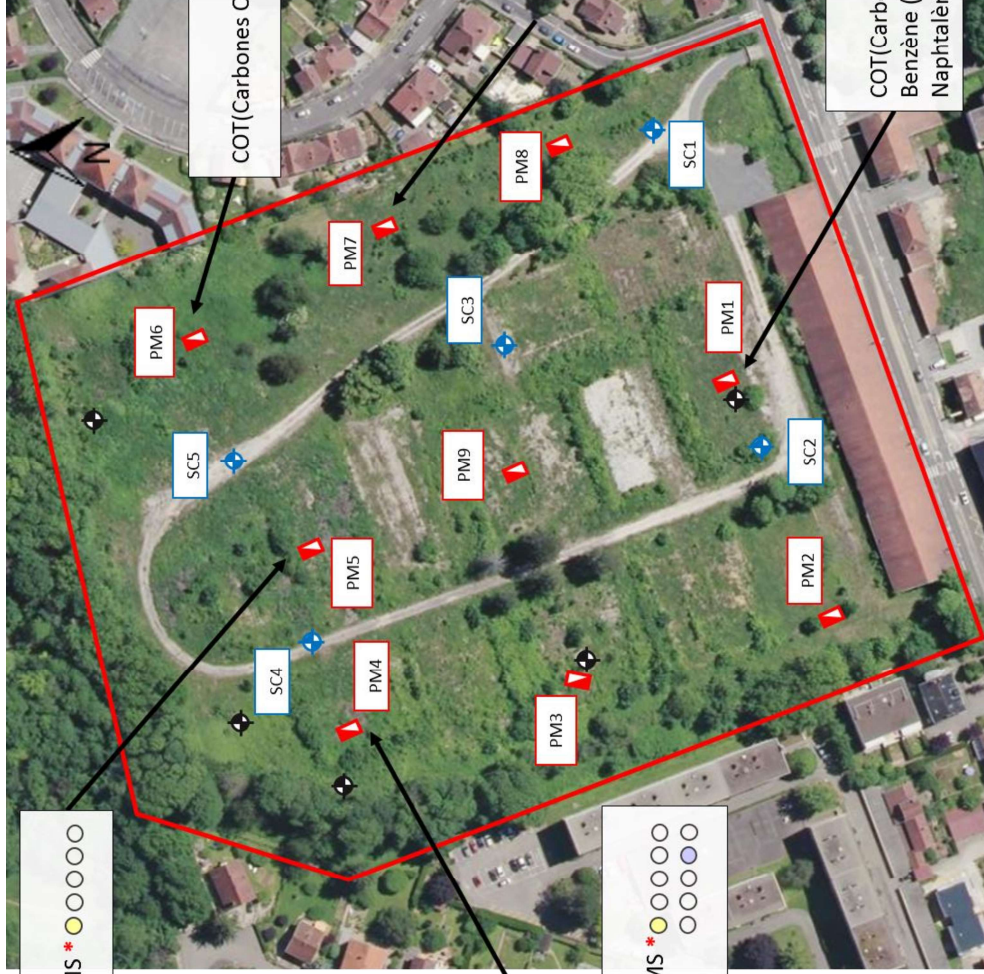 N
COT(Carbones O
PM8
SC1
PM7
PM6
SC3
PM1
COT(Carb
Benzène (
Naphtalèn
SC5
PM9
SC2
PM5
PM2
SC4
PM4
PM3
MS *
MS *